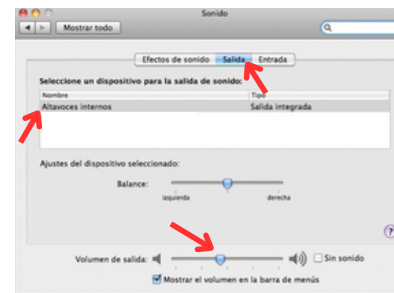 Sonido
Mostrar todo
Efectos de sonido Salida Entrada
Seleccione un dispositivo para la salida de sonido:
Nombre Tipo
Altavoces internos Salida integrada
Ajustes del dispositivo seleccionado:
Balance:
izquierda derecha
?
Volumen de salida: Sin sonido
Mostrar el volumen en la barra de menús